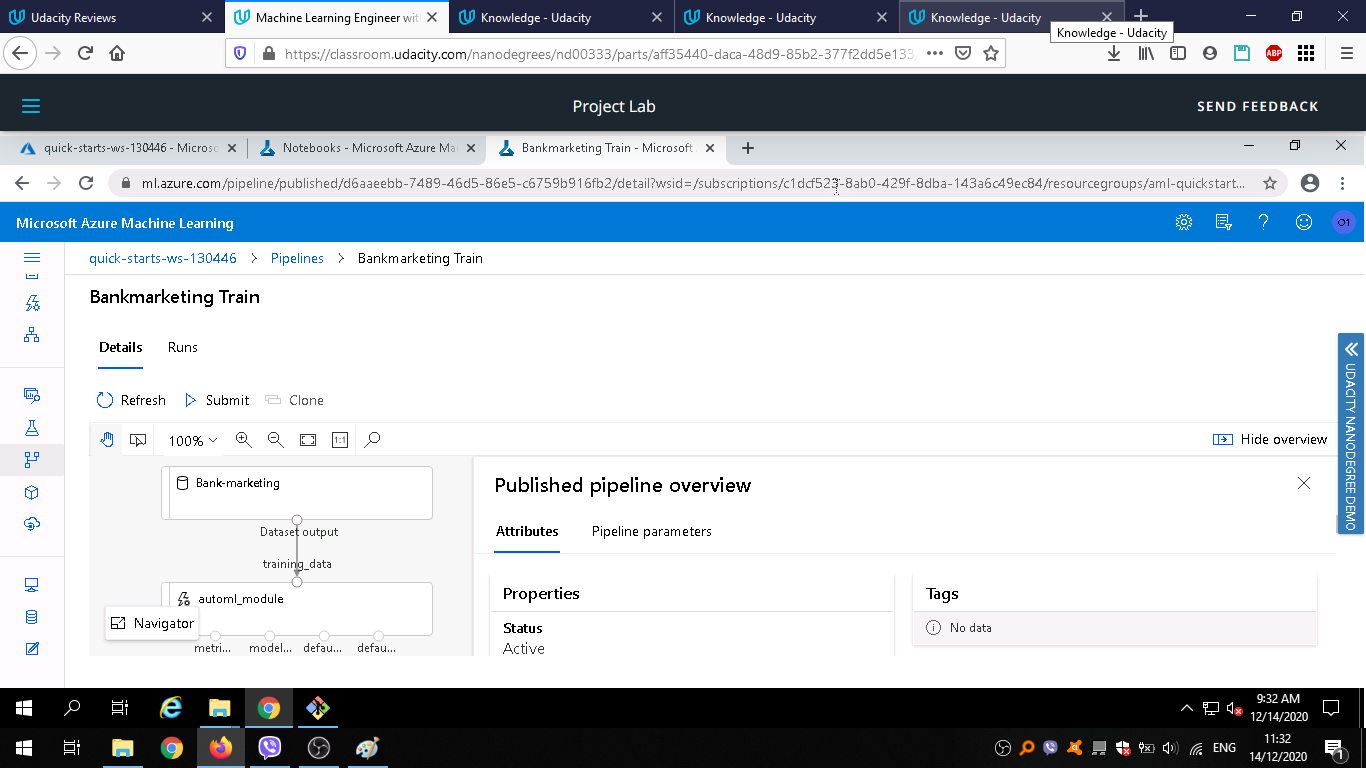 Udacity Reviews
Machine Learning Engineer with
Knowledge - Udacity
Knowledge - Udacity
Knowledge - Udacity
Knowledge - Udacity
https://classroom.udacity.com/nanodegrees/nd00333/parts/aff35440-daca-48d9-85b2-377f2dd5e133
ABP
Project Lab
SEND FEEDBACK
quick-starts-ws-130446 - Microso
Notebooks - Microsoft Azure Ma
Bankmarketing Train - Microsoft
ml.azure.com/pipeline/published/d6aaeebb-7489-46d5-86e5-c6759b916fb2/detail?wsid=/subscriptions/c1dcf523-8ab0-429f-8dba-143a6c49ec84/resourcegroups/aml-quickstart...
Microsoft Azure Machine Learning
O1
quick-starts-ws-130446 > Pipelines > Bankmarketing Train
Bankmarketing Train
Details Runs
Refresh Submit Clone
100%
1:1
Hide overview
Bank-marketing
Dataset output
training_data
automl_module
Navigator
metri... model... defau... defau...
Published pipeline overview
Attributes Pipeline parameters
Properties
Status
Active
Tags
No data
UDACITY NANODEGREE DEMO
9:32 AM
12/14/2020
ENG
11:32
14/12/2020
1